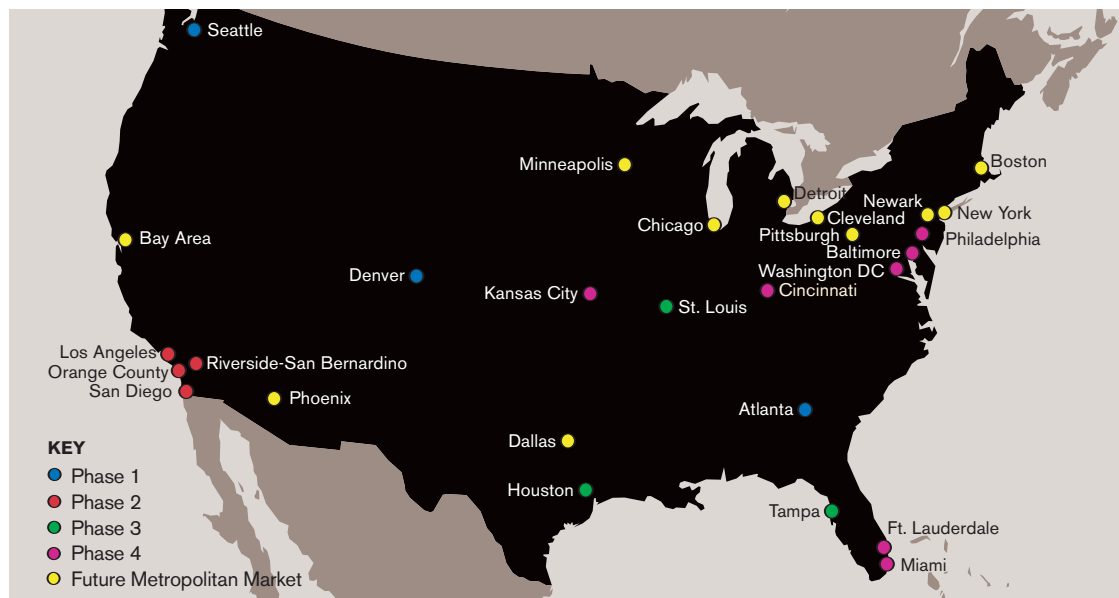 Seattle
Minneapolis
Boston
Detroit
Newark
New York
Chicago
Cleveland
Pittsburgh
Philadelphia
Bay Area
Baltimore
Washington DC
Denver
Kansas City
Cincinnati
St. Louis
Los Angeles
Riverside-San Bernardino
Orange County
San Diego
Phoenix
Atlanta
Dallas
Houston
Tampa
Ft. Lauderdale
Miami
KEY
Phase 1
Phase 2
Phase 3
Phase 4
Future Metropolitan Market